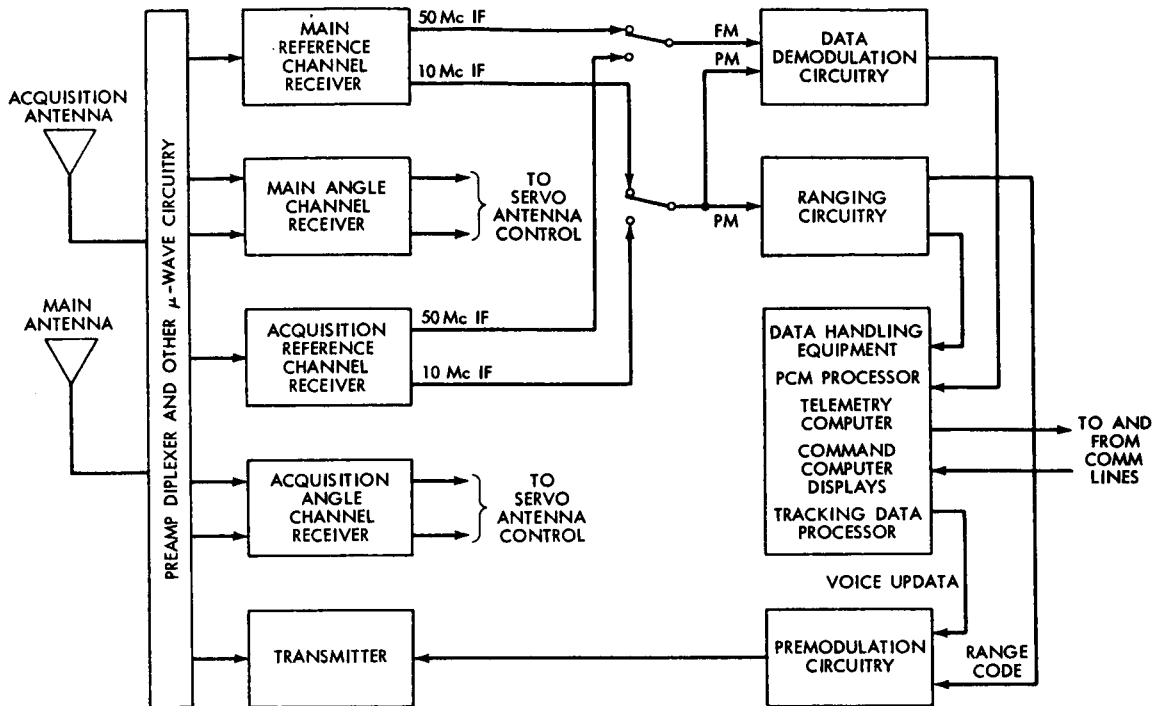 ACQUISITION
ANTENNA
MAIN
ANTENNA
PREAMP DIPLEXER AND OTHER μ-WAVE CIRCUITRY
MAIN
REFERENCE
CHANNEL
RECEIVER
50 Mc IF
10 Mc IF
MAIN ANGLE
CHANNEL
RECEIVER
TO
SERVO
ANTENNA
CONTROL
ACQUISITION
REFERENCE
CHANNEL
RECEIVER
50 Mc IF
10 Mc IF
ACQUISITION
ANGLE
CHANNEL
RECEIVER
TO
SERVO
ANTENNA
CONTROL
TRANSMITTER
FM
PM
DATA
DEMODULATION
CIRCUITRY
PM
RANGING
CIRCUITRY
DATA HANDLING
EQUIPMENT
PCM PROCESSOR
TELEMETRY
COMPUTER
COMMAND
COMPUTER
DISPLAYS
TRACKING DATA
PROCESSOR
TO AND
FROM
COMM
LINES
VOICE UPDATA
PREMODULATION
CIRCUITRY
RANGE
CODE